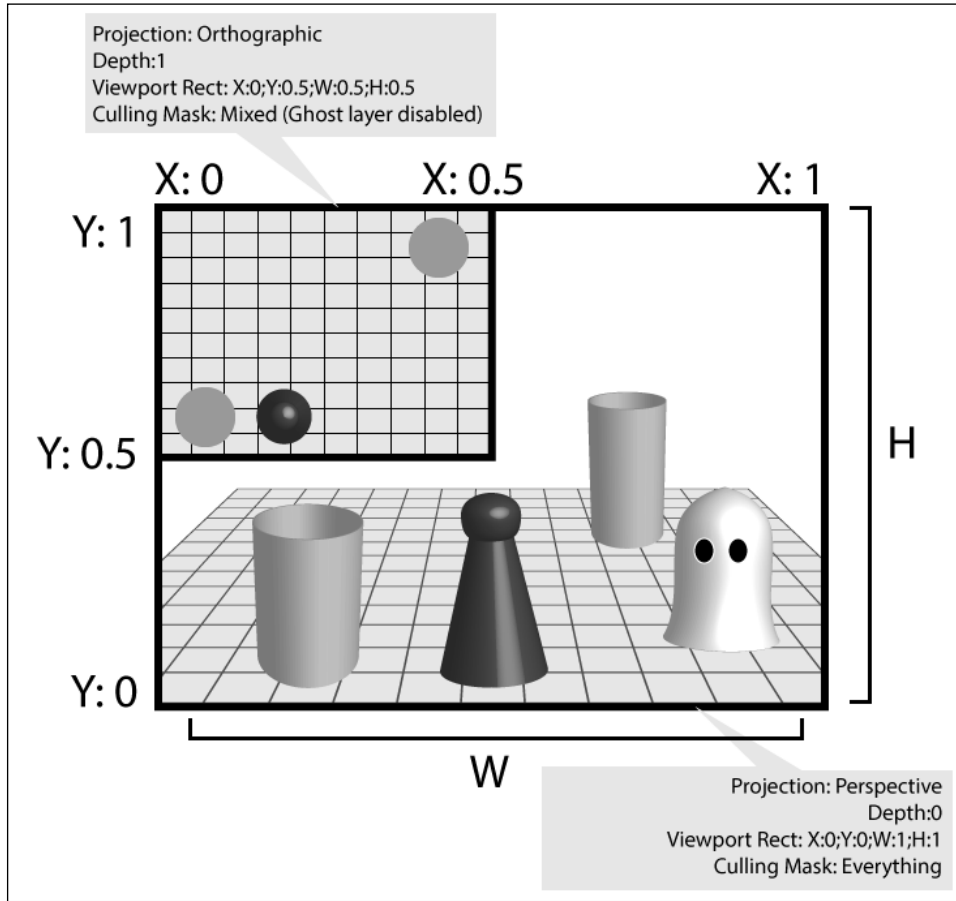 Projection: Orthographic
Depth:1
Viewport Rect: X:0;Y:0.5;W:0.5;H:0.5
Culling Mask: Mixed (Ghost layer disabled)
X: 0
X: 0.5
X: 1
Y: 1
Y: 0.5
H
Y: 0
W
Projection: Perspective
Depth:0
Viewport Rect: X:0;Y:0;W:1;H:1
Culling Mask: Everything